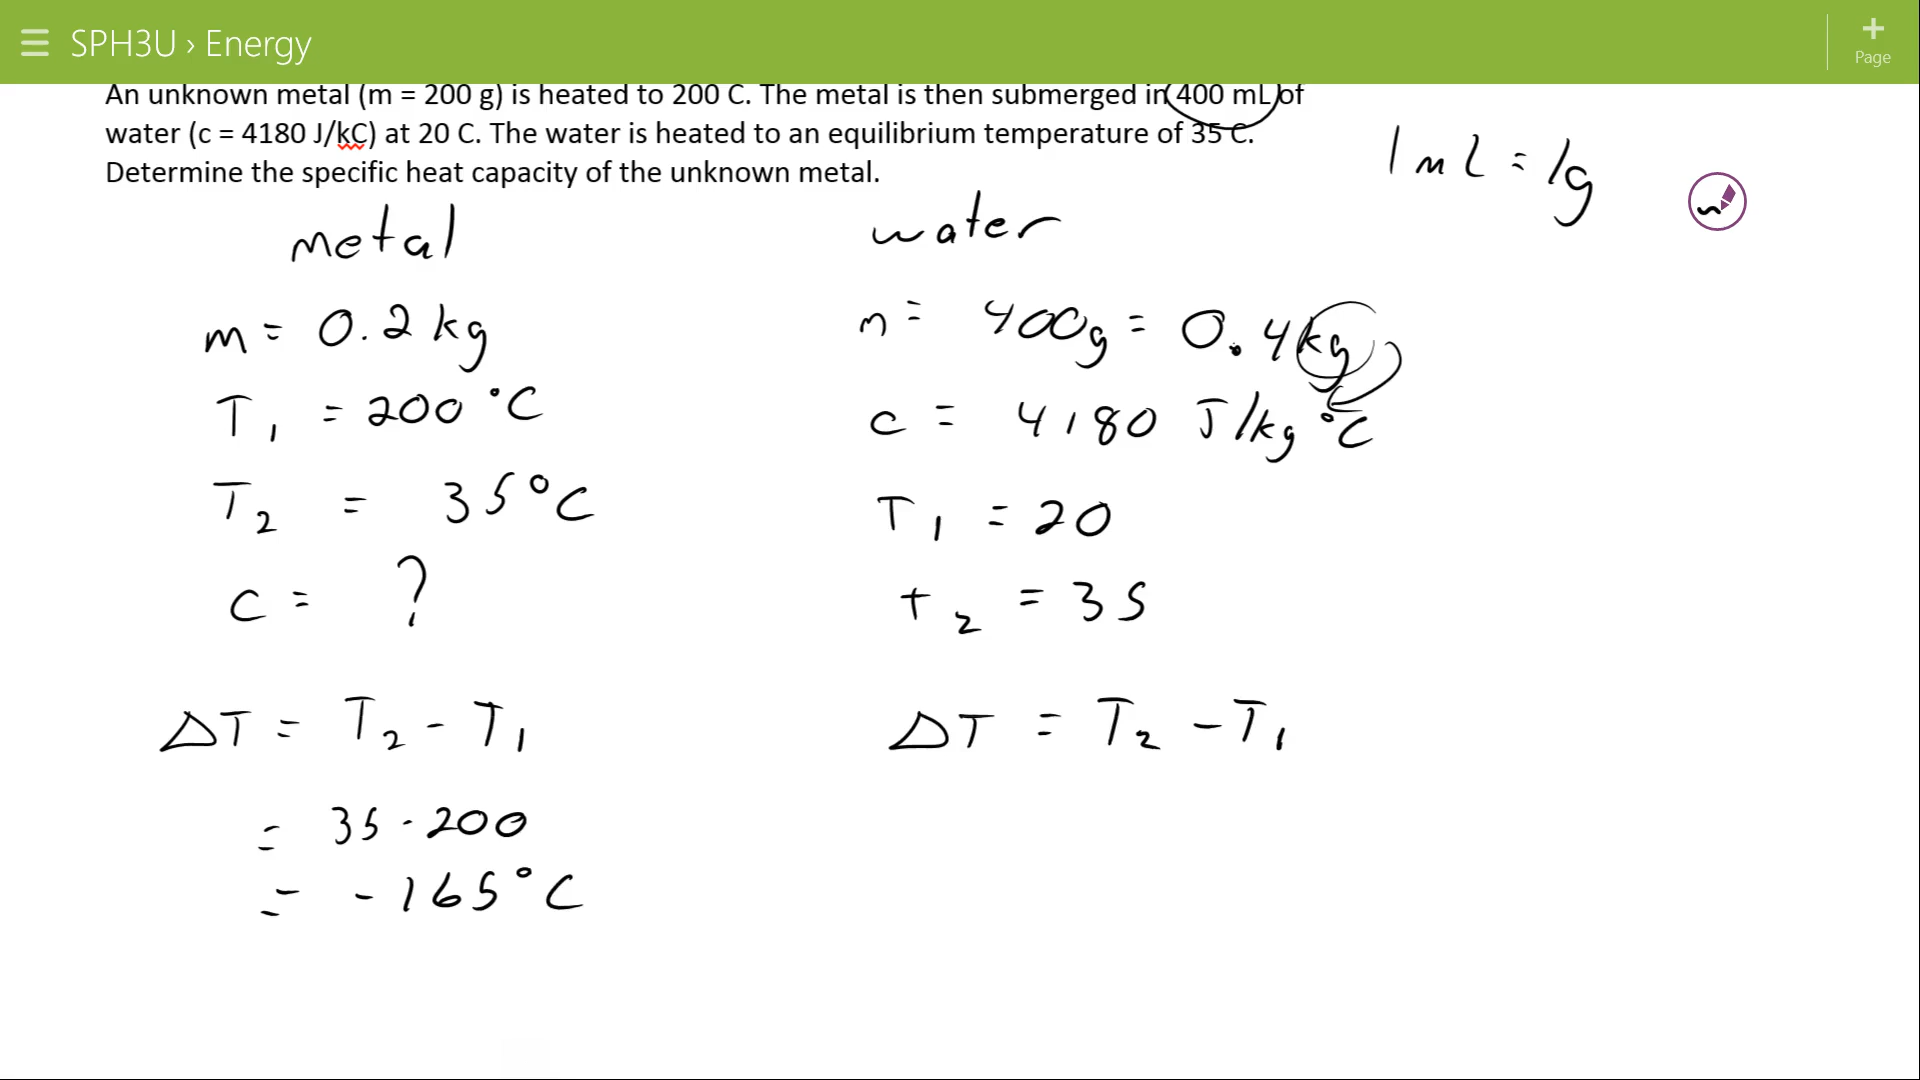 SPH3U › Energy
Page
An unknown metal (m = 200 g) is heated to 200 C. The metal is then submerged in 400 mL of
water (c = 4180 J/kC) at 20 C. The water is heated to an equilibrium temperature of 35 C.
Determine the specific heat capacity of the unknown metal.
1 mL = 1g
metal
m = 0.2 kg
T1 = 200 °C
T2 = 35°C
c = ?
ΔT = T2 - T1
= 35 - 200
= -165°C
water
m = 400g = 0.4kg
c = 4180 J/kg °C
T1 = 20
T2 = 35
ΔT = T2 - T1